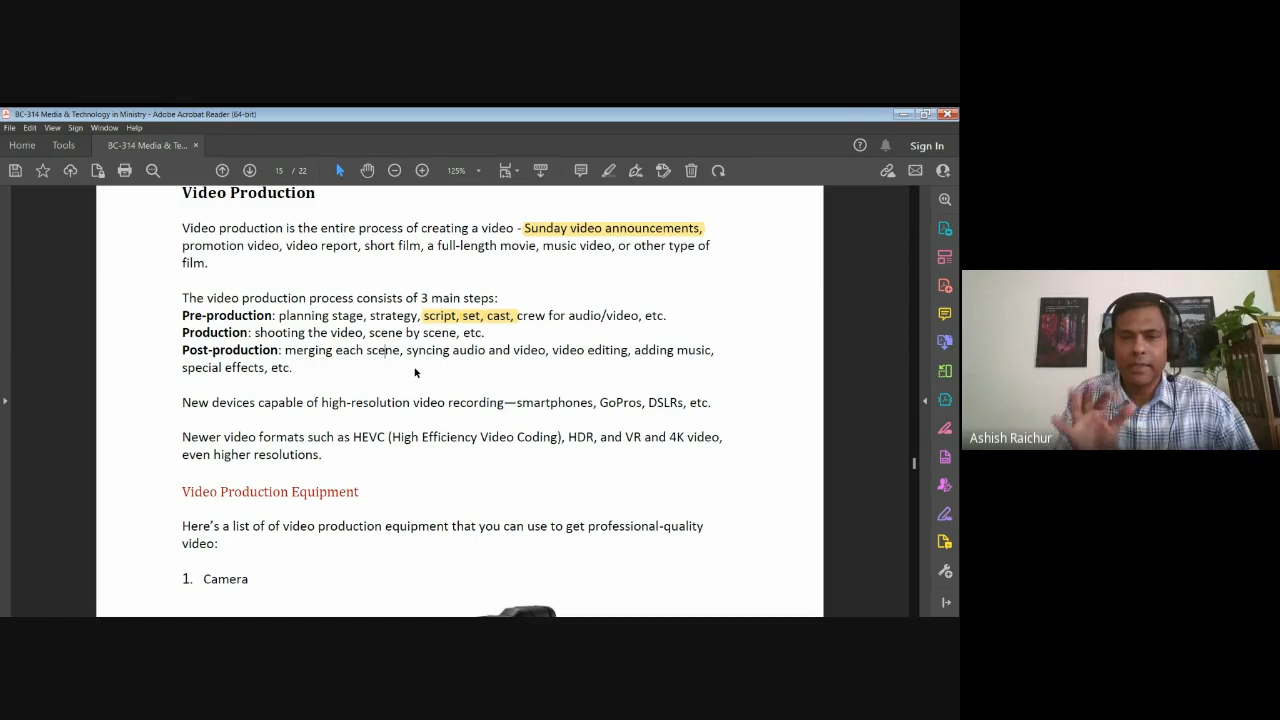 BC-314 Media & Technology in Ministry - Adobe Acrobat Reader (64-bit)
File Edit View Sign Window Help
Home Tools BC-314 Media & Te... × Sign In
15 / 22 125%
Video Production
Video production is the entire process of creating a video - Sunday video announcements,
promotion video, video report, short film, a full-length movie, music video, or other type of
film.
The video production process consists of 3 main steps:
Pre-production: planning stage, strategy, script, set, cast, crew for audio/video, etc.
Production: shooting the video, scene by scene, etc.
Post-production: merging each scene, syncing audio and video, video editing, adding music,
special effects, etc.
New devices capable of high-resolution video recording—smartphones, GoPros, DSLRs, etc.
Newer video formats such as HEVC (High Efficiency Video Coding), HDR, and VR and 4K video,
even higher resolutions.
Video Production Equipment
Here's a list of of video production equipment that you can use to get professional-quality
video:
1. Camera
Ashish Raichur